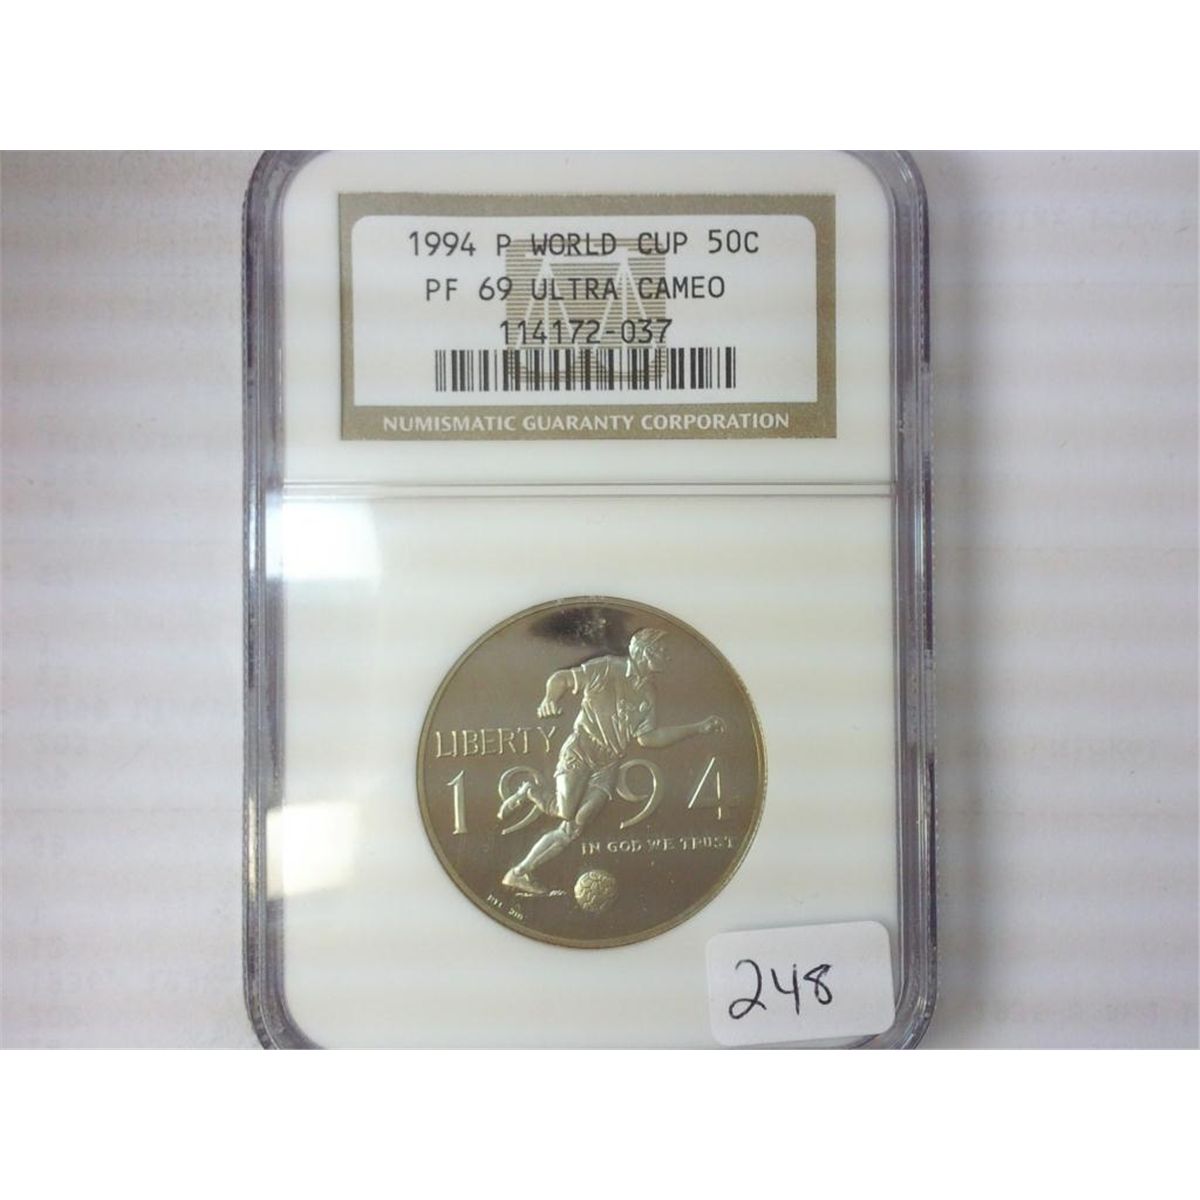 1994 P WORLD CUP 50C
PF 69 ULTRA CAMEO
114172-037
NUMISMATIC GUARANTY CORPORATION
LIBERTY
1994
IN GOD WE TRUST
248